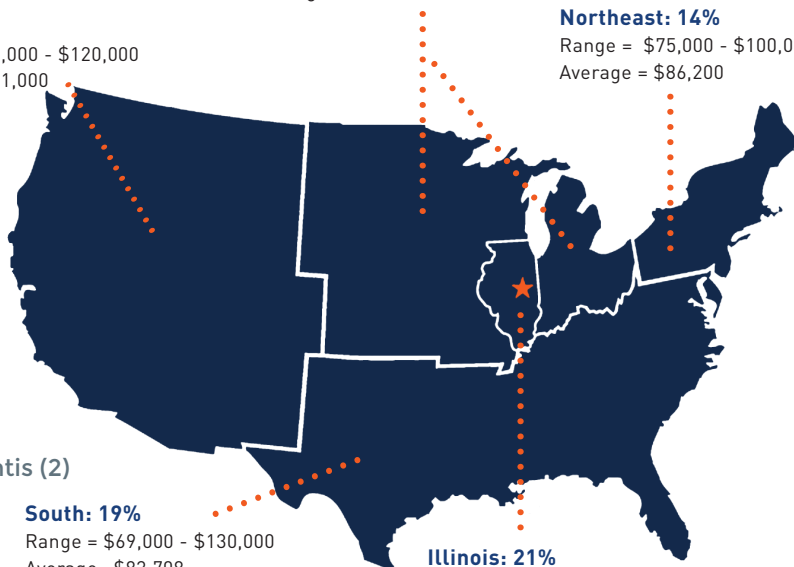 Northeast: 14%
Range = $75,000 - $100,0
Average = $86,200
,000 - $120,000
1,000
tis (2)
South: 19%
Range = $69,000 - $130,000
Illinois: 21%